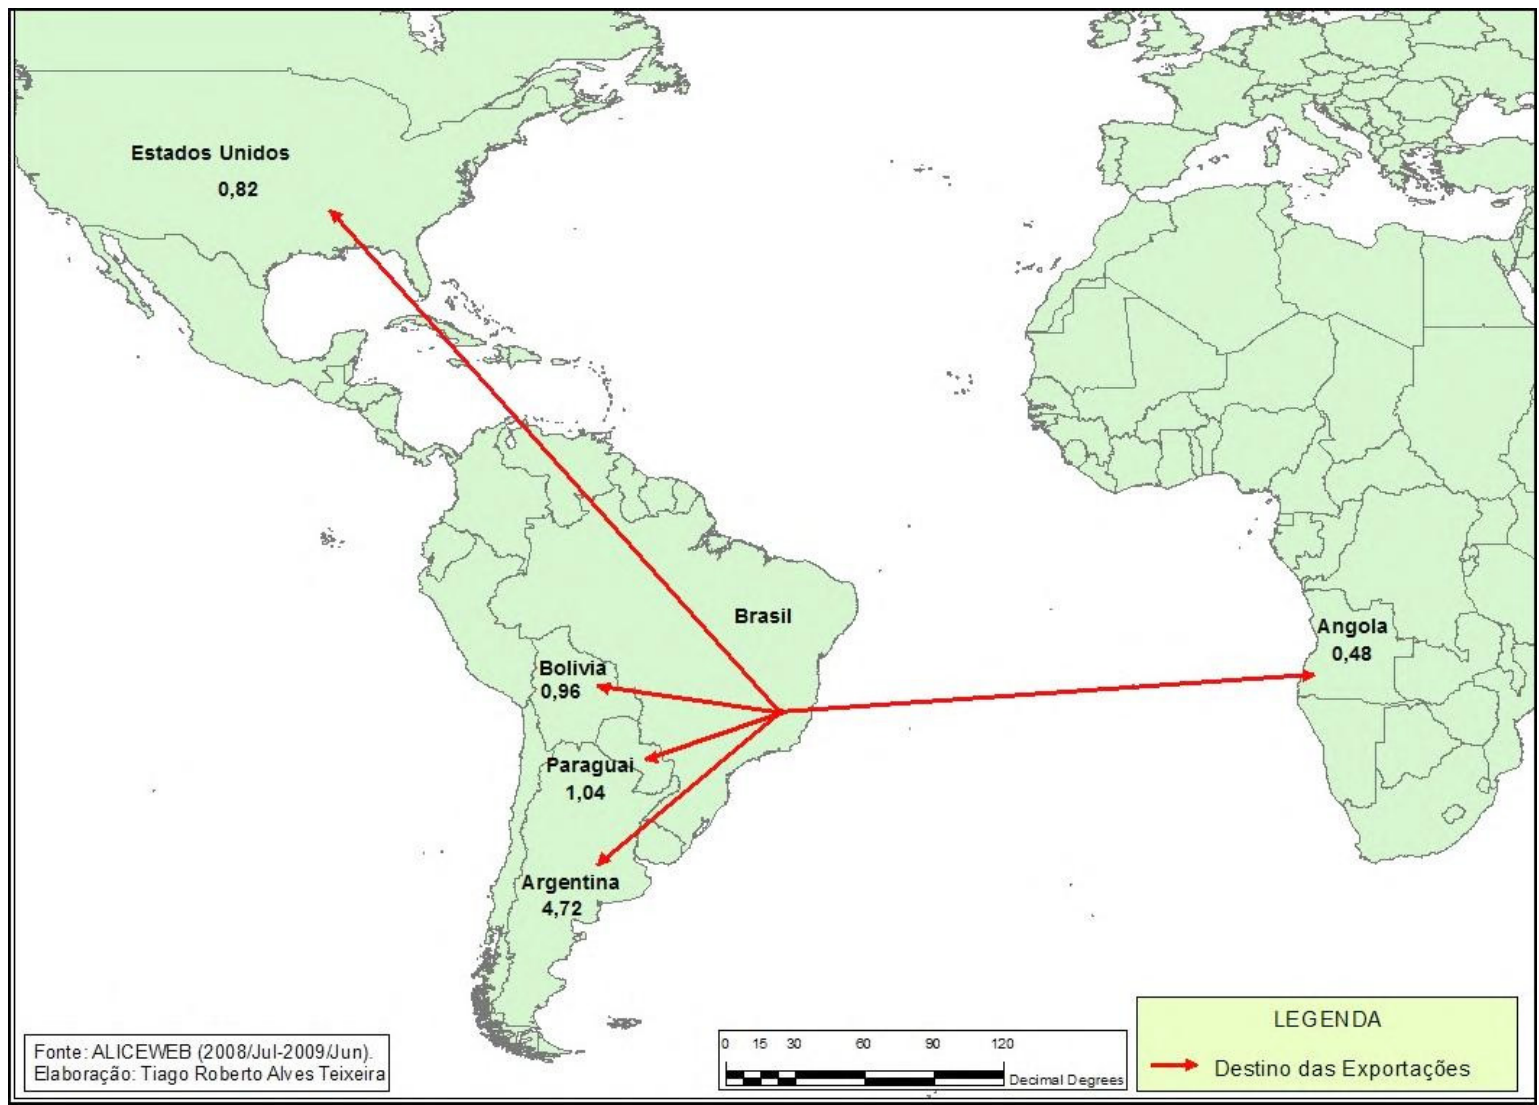 Estados Unidos
0,82
Brasil
Angola
0,48
Bolivia
0,96
Paraguai
1,04
Argentina
4,72
Fonte: ALICEWEB (2008/Jul-2009/Jun).
Elaboração: Tiago Roberto Alves Teixeira
0 15 30 60 90 120
Decimal Degrees
LEGENDA
Destino das Exportações